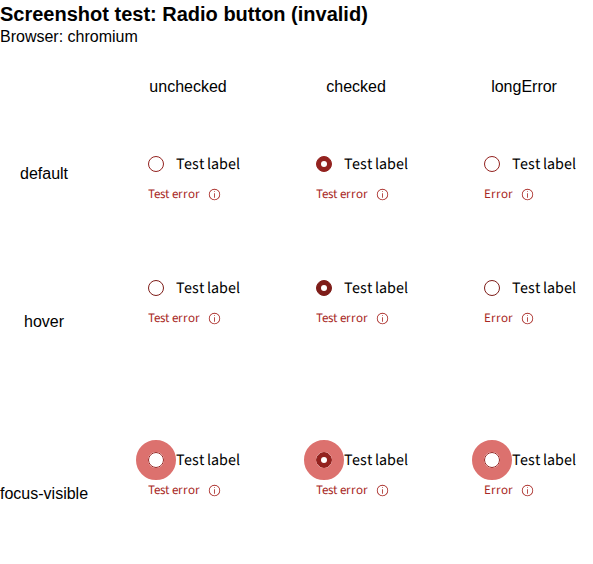 Screenshot test: Radio button (invalid)
Browser: chromium
unchecked checked longError
default Test label Test label Test label
Test error Test error Error
hover Test label Test label Test label
Test error Test error Error
focus-visible Test label Test label Test label
Test error Test error Error